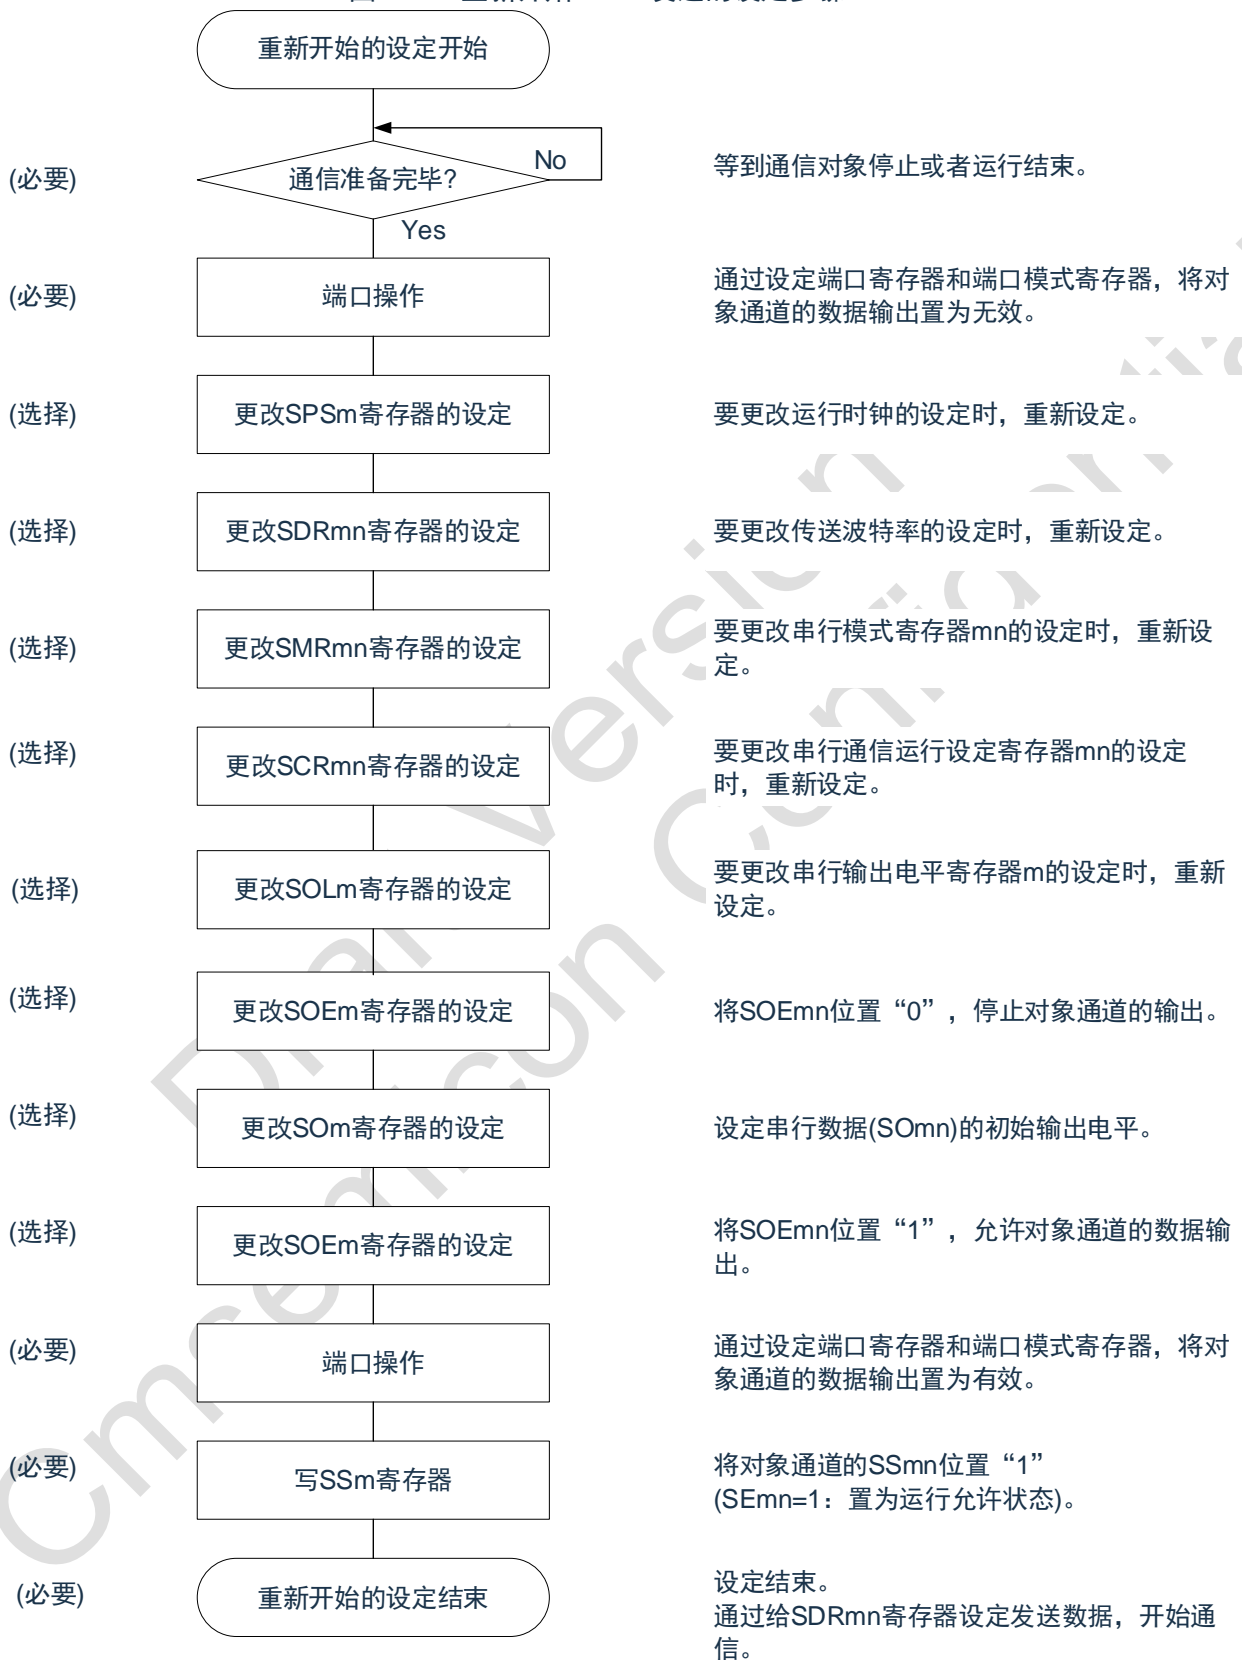 重新开始的设定开始
(必要)
通信准备完毕?
No
等到通信对象停止或者运行结束。
Yes
(必要)
端口操作
通过设定端口寄存器和端口模式寄存器，将对
象通道的数据输出置为无效。
(选择)
更改SPSm寄存器的设定
要更改运行时钟的设定时，重新设定。
(选择)
更改SDRmn寄存器的设定
要更改传送波特率的设定时，重新设定。
(选择)
更改SMRmn寄存器的设定
要更改串行模式寄存器mn的设定时，重新设
定。
(选择)
更改SCRmn寄存器的设定
要更改串行通信运行设定寄存器mn的设定
时，重新设定。
(选择)
更改SOLm寄存器的设定
要更改串行输出电平寄存器m的设定时，重新
设定。
(选择)
更改SOEm寄存器的设定
将SOEmn位置“0”，停止对象通道的输出。
(选择)
更改SOm寄存器的设定
设定串行数据(SOmn)的初始输出电平。
(选择)
更改SOEm寄存器的设定
将SOEmn位置“1”，允许对象通道的数据输
出。
(必要)
端口操作
通过设定端口寄存器和端口模式寄存器，将对
象通道的数据输出置为有效。
(必要)
写SSm寄存器
将对象通道的SSmn位置“1”
(SEmn=1：置为运行允许状态)。
(必要)
重新开始的设定结束
设定结束。
通过给SDRmn寄存器设定发送数据，开始通
信。